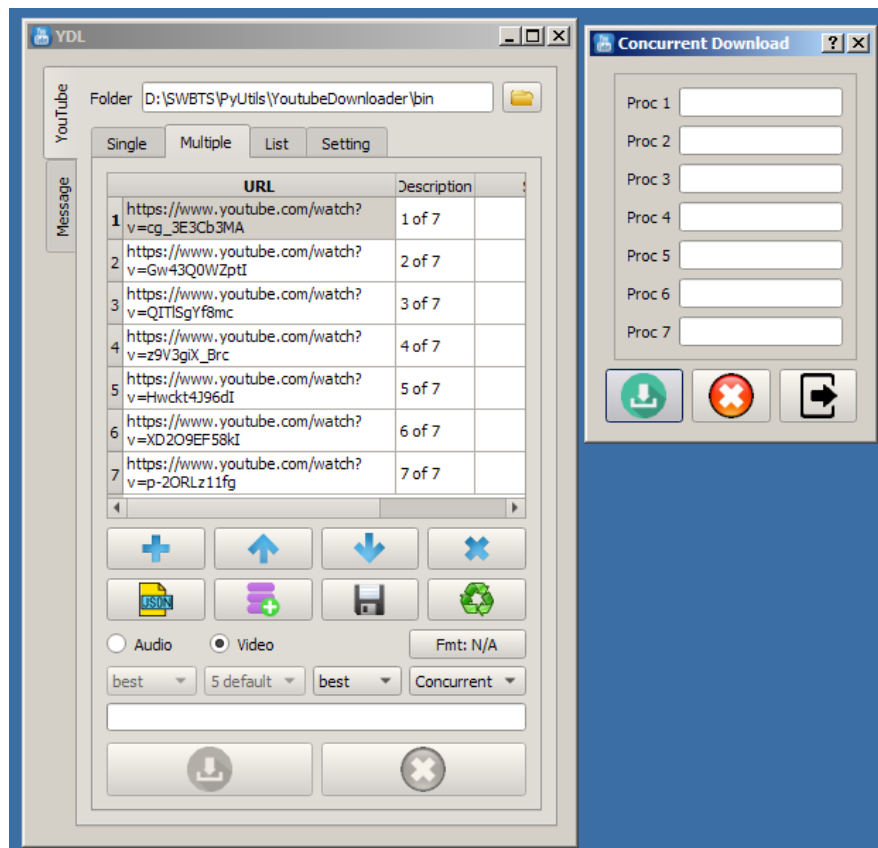 YDL
YouTube
Message
Folder D:\SWBTS\PyUtils\YoutubeDownloader\bin
Single Multiple List Setting
URL Description
1 https://www.youtube.com/watch?
v=cg_3E3Cb3MA 1 of 7
2 https://www.youtube.com/watch?
v=Gw43Q0WZptI 2 of 7
3 https://www.youtube.com/watch?
v=QITlSgYf8mc 3 of 7
4 https://www.youtube.com/watch?
v=z9V3giX_Brc 4 of 7
5 https://www.youtube.com/watch?
v=Hwckt4J96dI 5 of 7
6 https://www.youtube.com/watch?
v=XD2O9EF58kI 6 of 7
7 https://www.youtube.com/watch?
v=p-2ORLz11fg 7 of 7
JSON
Audio Video Fmt: N/A
best 5 default best Concurrent
Concurrent Download
Proc 1
Proc 2
Proc 3
Proc 4
Proc 5
Proc 6
Proc 7